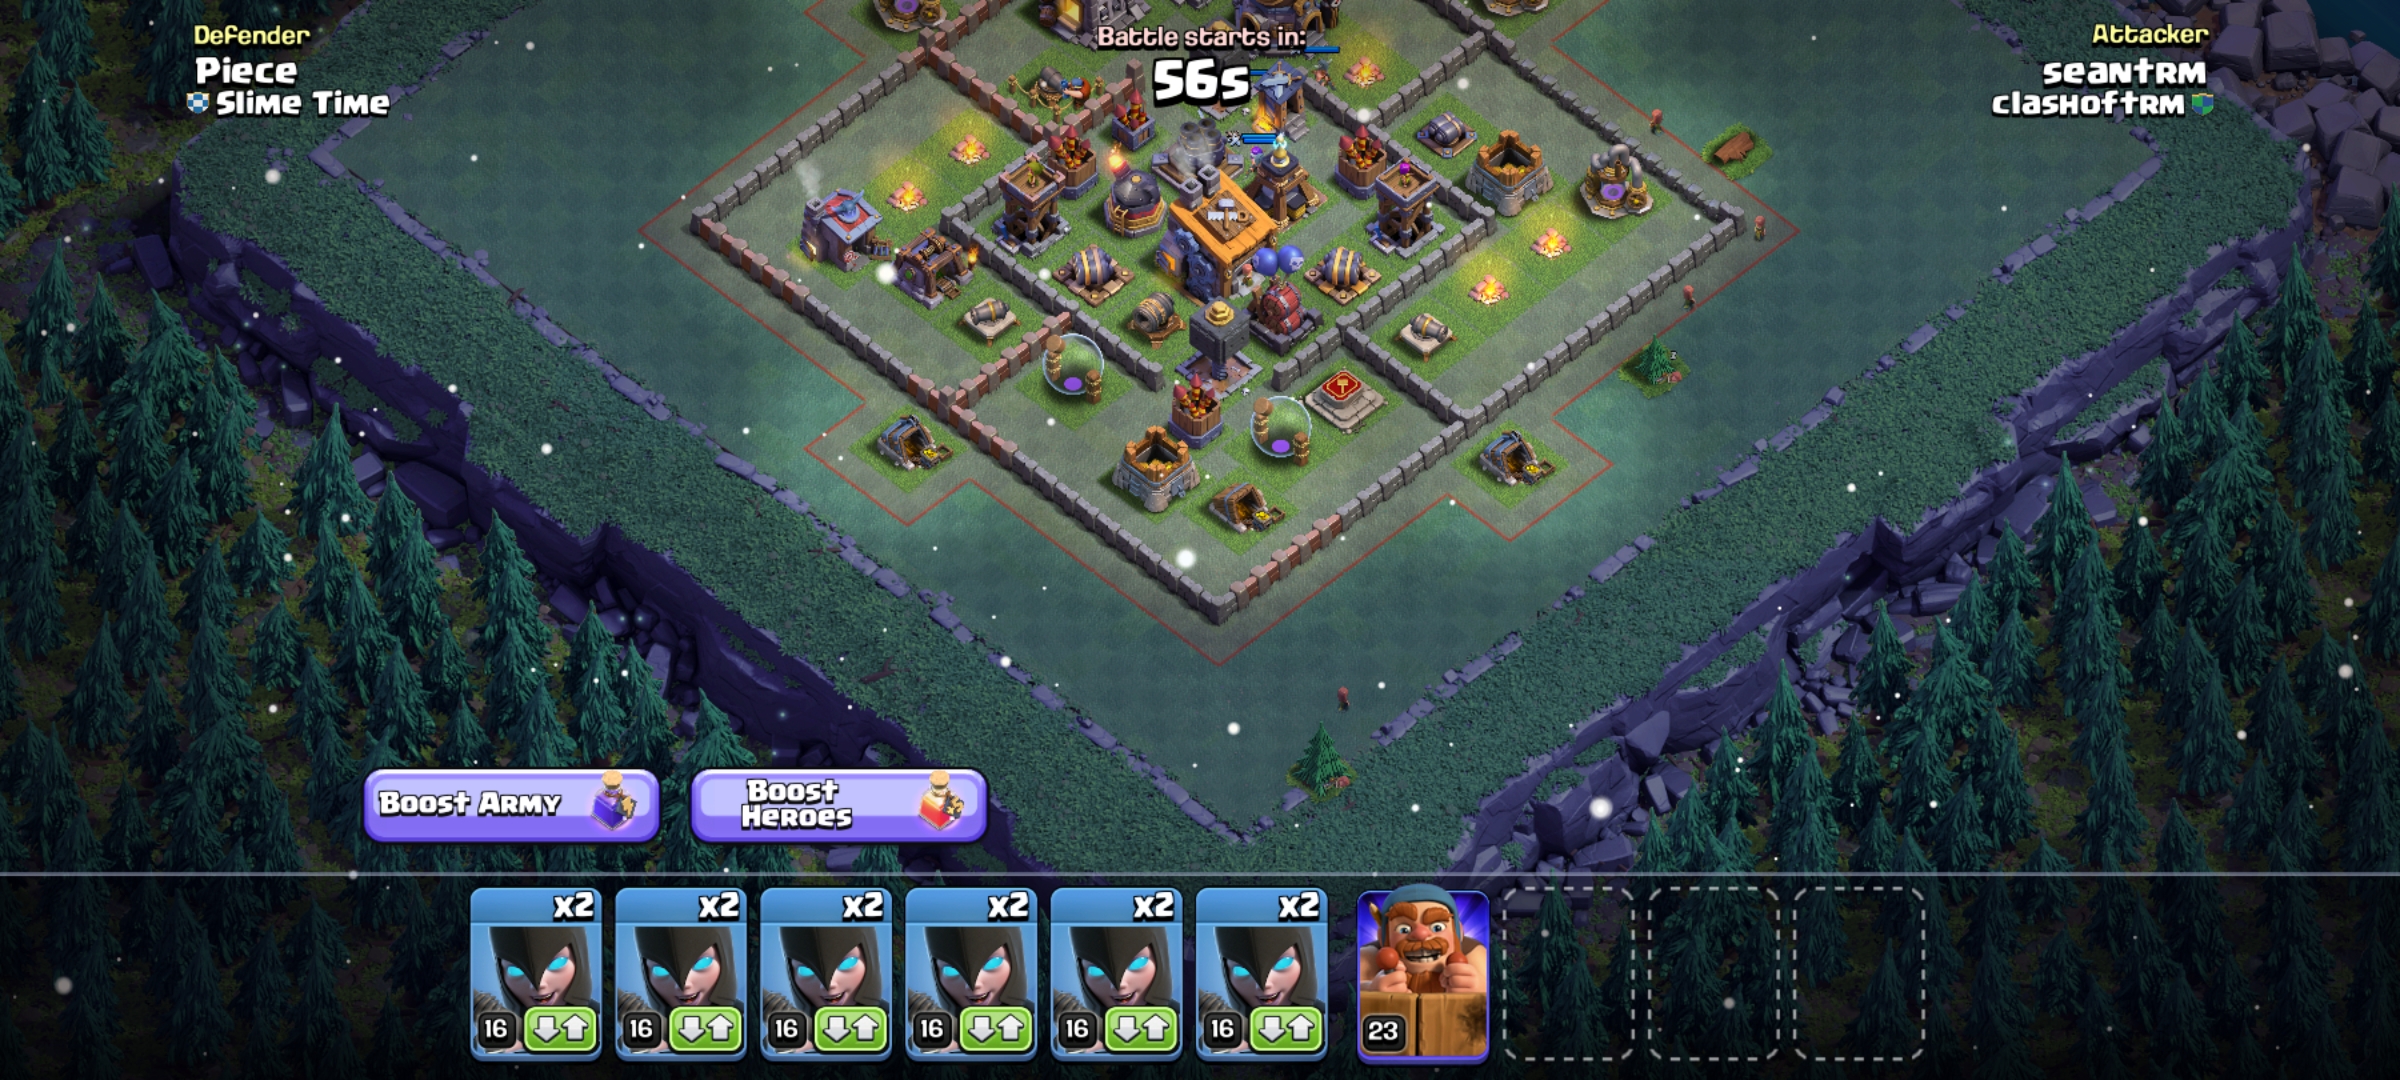 Defender
Piece
Slime Time
Battle starts in:
56s
Attacker
seantRM
clashoftRM
Boost Army
Boost
Heroes
x2
x2
x2
x2
x2
x2
16
16
16
16
16
16
23